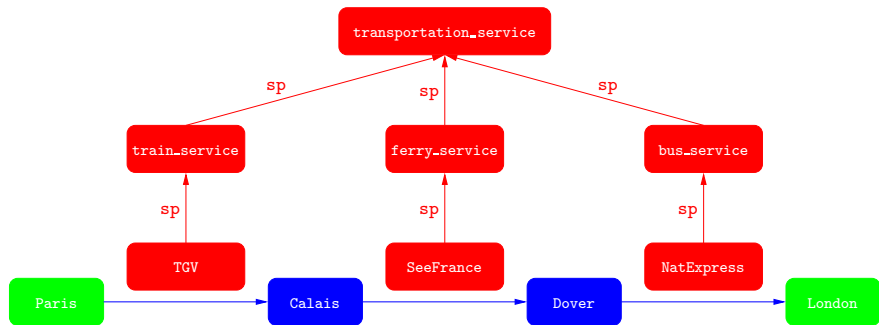 transportation_service
sp sp sp
train_service ferry_service bus_service
sp sp sp
TGV SeeFrance NatExpress
Paris Calais Dover London